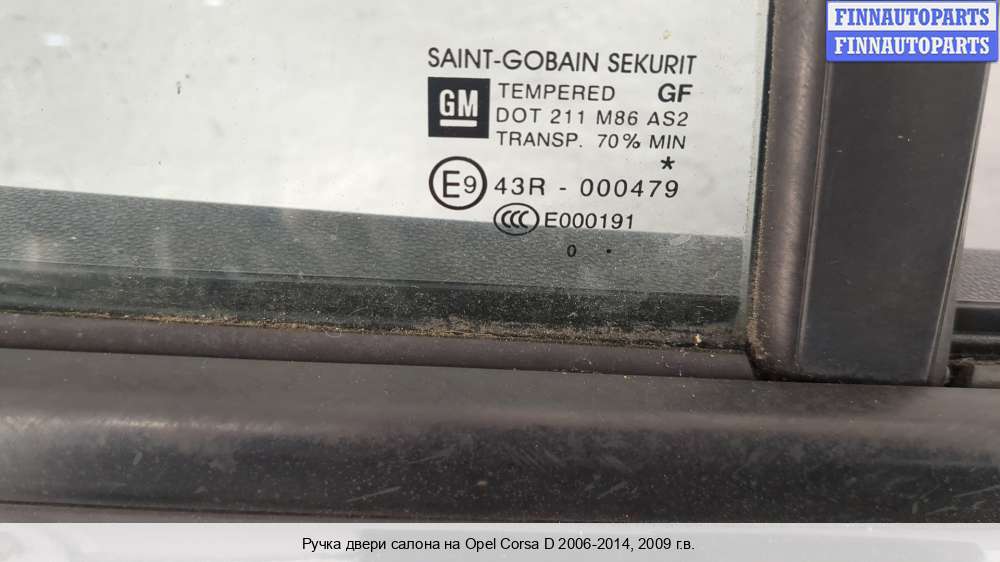 FINNAUTOPARTS
FINNAUTOPARTS
SAINT-GOBAIN SEKURIT
GM TEMPERED GF
DOT 211 M86 AS2
TRANSP. 70% MIN
*
E9 43R - 000479
CCC E000191
0 .
Ручка двери салона на Opel Corsa D 2006-2014, 2009 г.в.